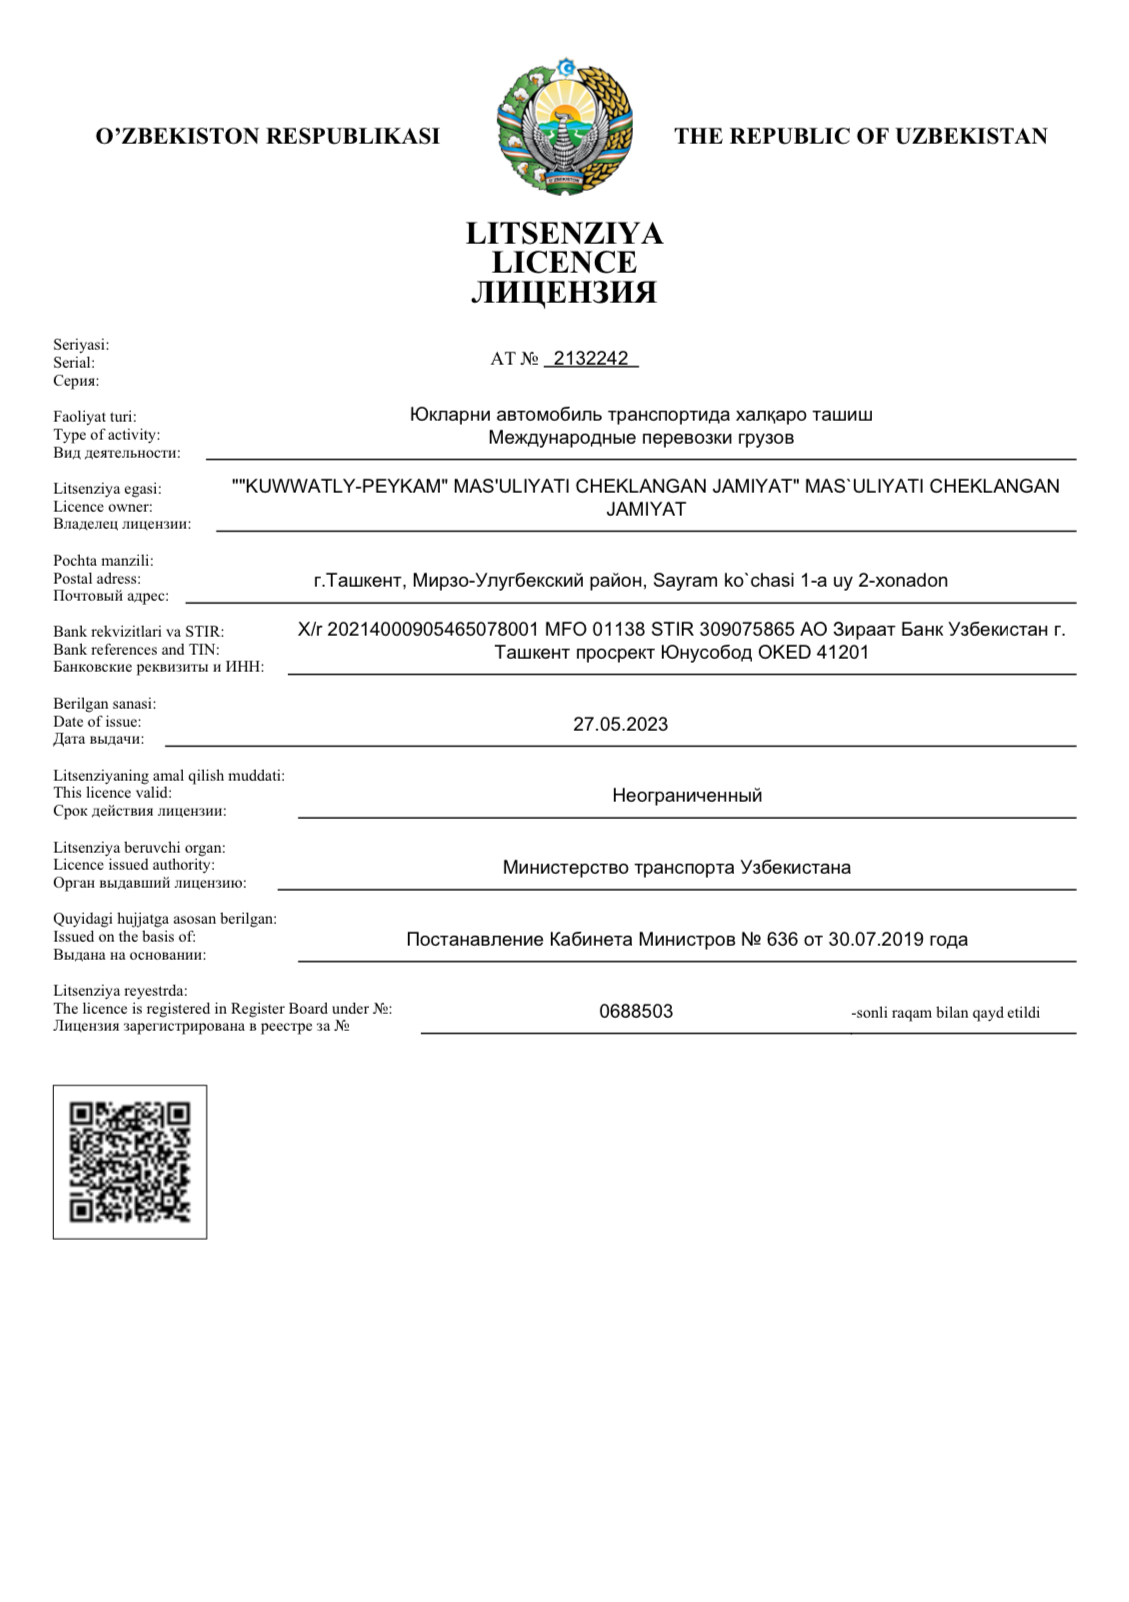 O’ZBEKISTON RESPUBLIKASI
THE REPUBLIC OF UZBEKISTAN
O'ZBEKISTON
LITSENZIYA
LICENCE
ЛИЦЕНЗИЯ
Seriyasi:
Serial:
Серия:
АТ № 2132242
Faoliyat turi:
Type of activity:
Вид деятельности:
Юкларни автомобиль транспортида халқаро ташиш
Международные перевозки грузов
Litsenziya egasi:
Licence owner:
Владелец лицензии:
""KUWWATLY-PEYKAM" MAS'ULIYATI CHEKLANGAN JAMIYAT" MAS`ULIYATI CHEKLANGAN
JAMIYAT
Pochta manzili:
Postal adress:
Почтовый адрес:
г.Ташкент, Мирзо-Улугбекский район, Sayram ko`chasi 1-a uy 2-xonadon
Bank rekvizitlari va STIR:
Bank references and TIN:
Банковские реквизиты и ИНН:
X/r 20214000905465078001 MFO 01138 STIR 309075865 АО Зираат Банк Узбекистан г.
Ташкент просрект Юнусобод OKED 41201
Berilgan sanasi:
Date of issue:
Дата выдачи:
27.05.2023
Litsenziyaning amal qilish muddati:
This licence valid:
Срок действия лицензии:
Неограниченный
Litsenziya beruvchi organ:
Licence issued authority:
Орган выдавший лицензию:
Министерство транспорта Узбекистана
Quyidagi hujjatga asosan berilgan:
Issued on the basis of:
Выдана на основании:
Постанавление Кабинета Министров № 636 от 30.07.2019 года
Litsenziya reyestrda:
The licence is registered in Register Board under №:
Лицензия зарегистрирована в реестре за №
0688503
-sonli raqam bilan qayd etildi